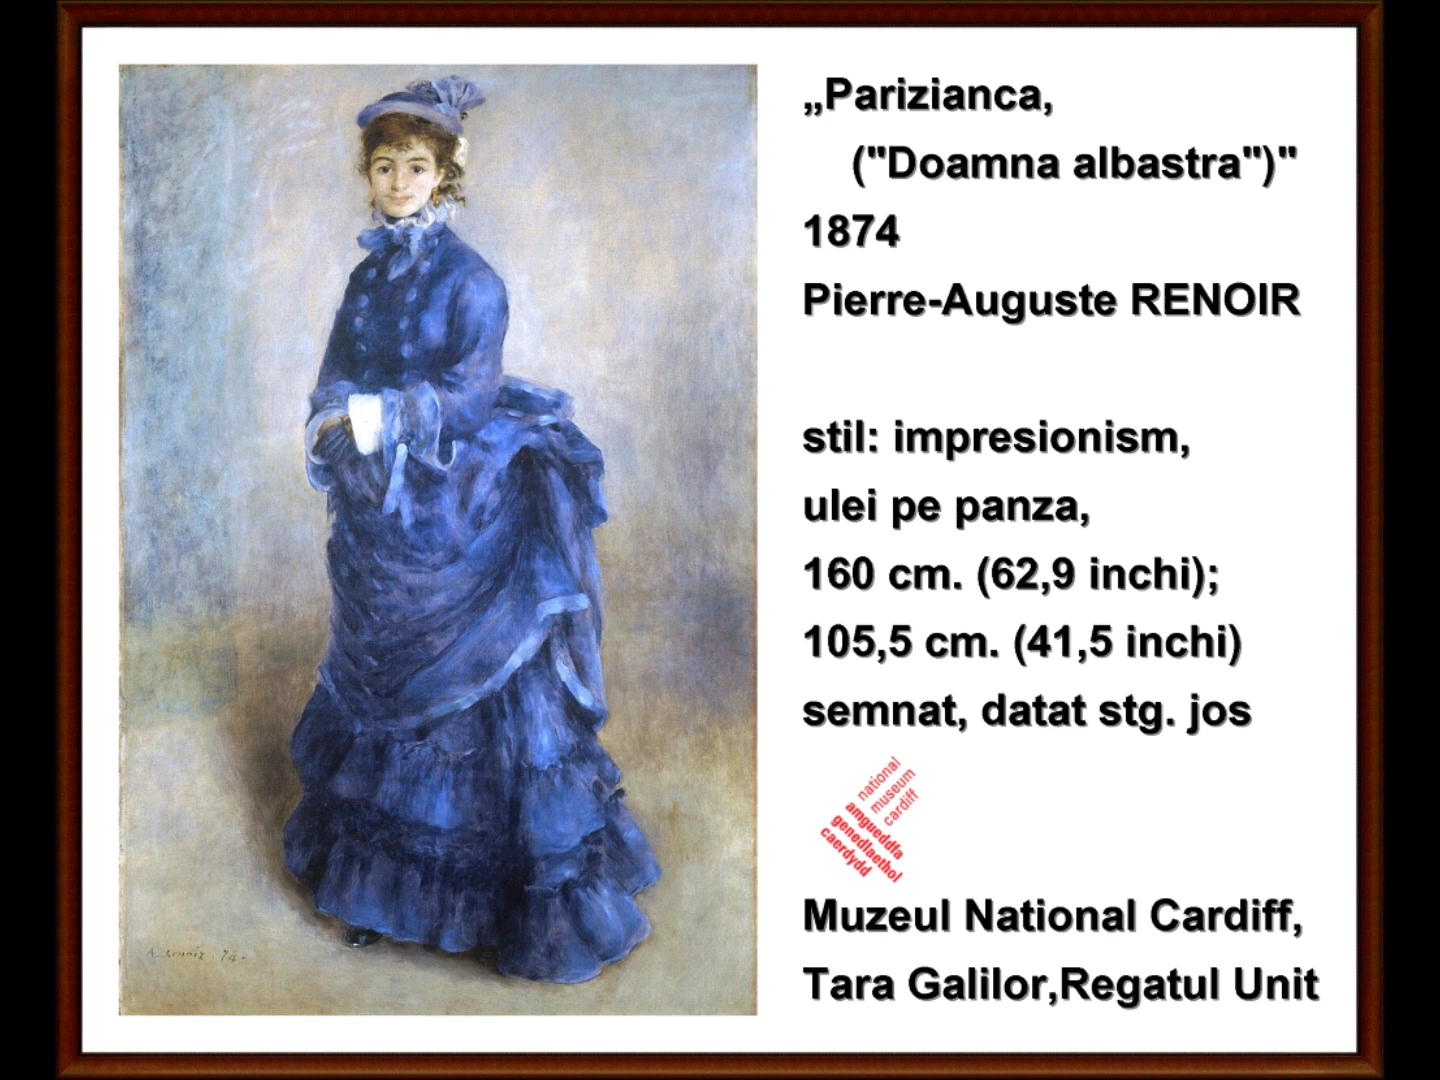 „Parizianca,
("Doamna albastra")"
1874
Pierre-Auguste RENOIR
stil: impresionism,
ulei pe panza,
160 cm. (62,9 inchi);
105,5 cm. (41,5 inchi)
semnat, datat stg. jos
national
museum
cardiff
amgueddfa
genedlaethol
caerdydd
Muzeul National Cardiff,
Tara Galilor,Regatul Unit
A. Renoir. 74.